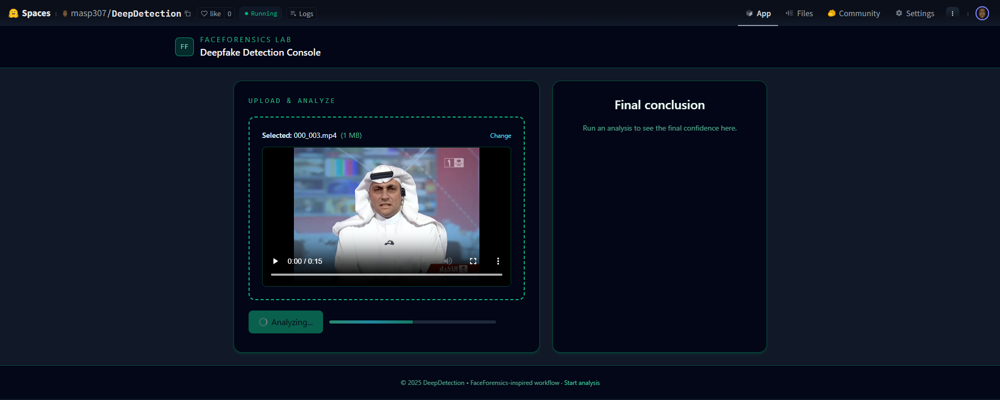 Spaces
masp307/DeepDetection
like 0
Running
Logs
App
Files
Community
Settings
FF
FACEFORENSICS LAB
Deepfake Detection Console
UPLOAD & ANALYZE
Selected: 000_003.mp4 (1 MB)
Change
١
0:00 / 0:15
الأخبار
Analyzing...
Final conclusion
Run an analysis to see the final confidence here.
© 2025 DeepDetection • FaceForensics-inspired workflow · Start analysis